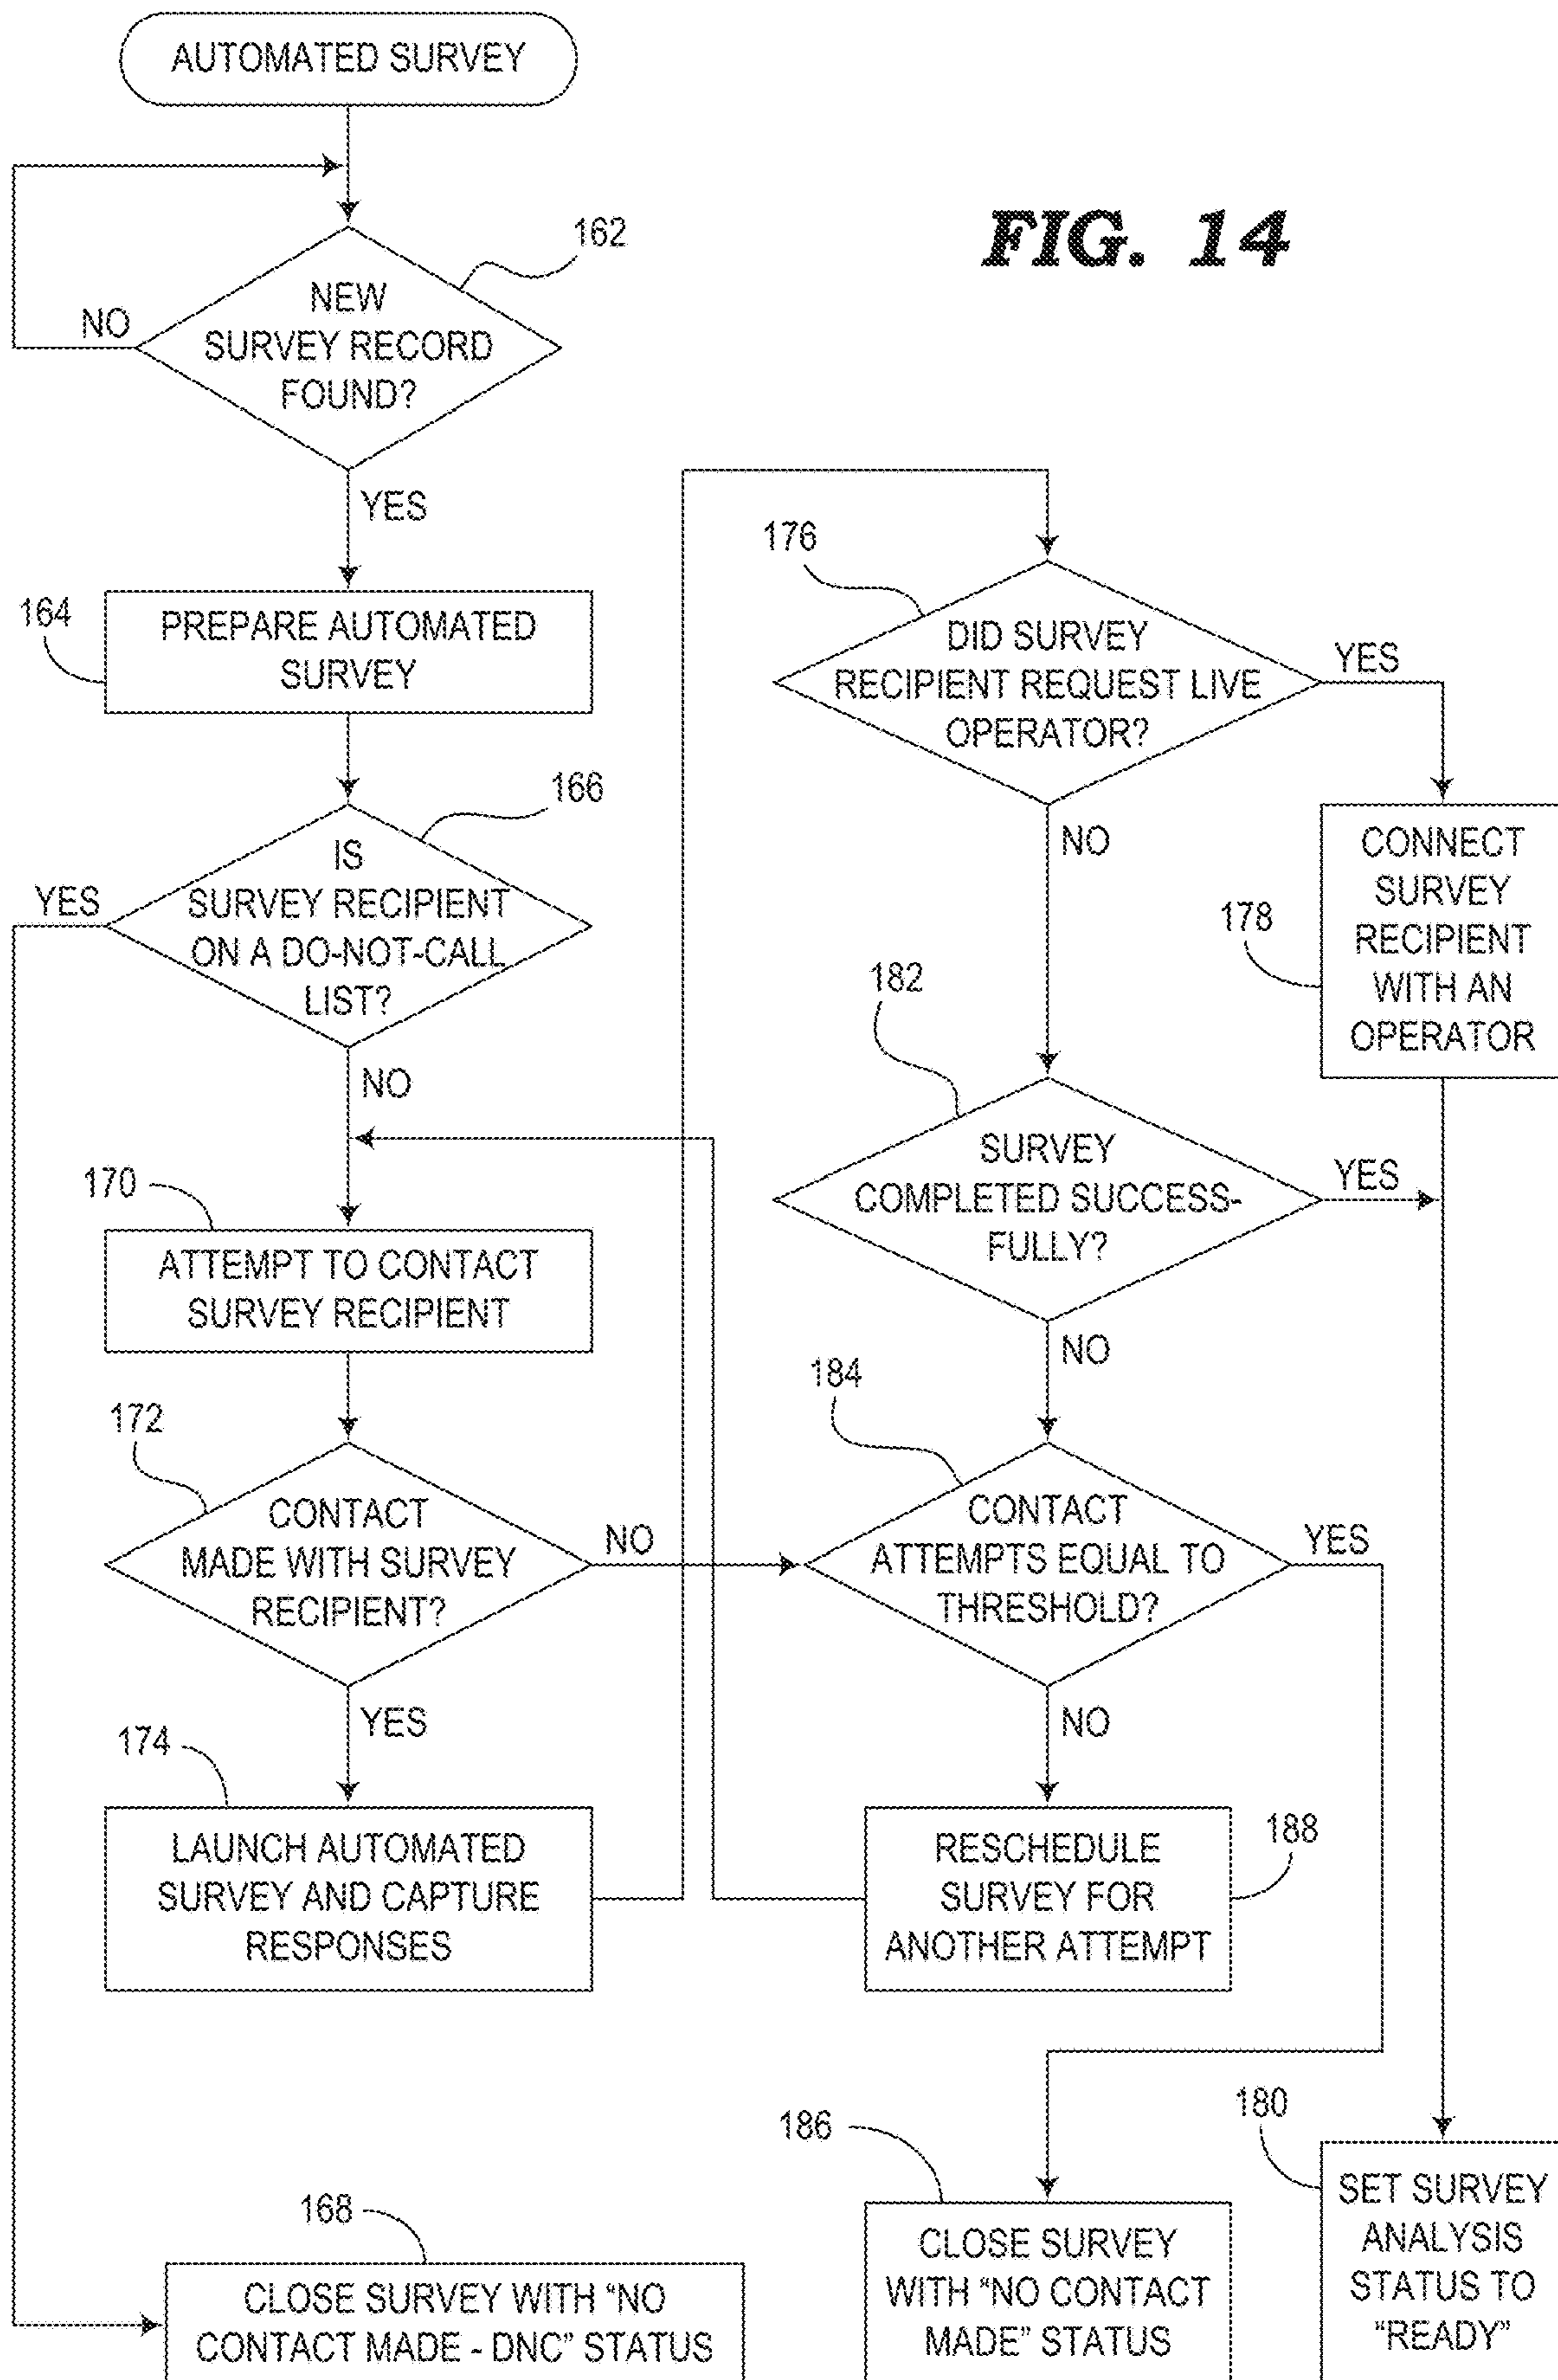 AUTOMATED SURVEY
FIG. 14
162
NEW
SURVEY RECORD
FOUND?
NO
YES
164
PREPARE AUTOMATED
SURVEY
166
IS
SURVEY RECIPIENT
ON A DO-NOT-CALL
LIST?
YES
NO
170
ATTEMPT TO CONTACT
SURVEY RECIPIENT
172
CONTACT
MADE WITH SURVEY
RECIPIENT?
NO
YES
174
LAUNCH AUTOMATED
SURVEY AND CAPTURE
RESPONSES
176
DID SURVEY
RECIPIENT REQUEST LIVE
OPERATOR?
YES
NO
178
CONNECT
SURVEY
RECIPIENT
WITH AN
OPERATOR
182
SURVEY
COMPLETED SUCCESS-
FULLY?
YES
NO
184
CONTACT
ATTEMPTS EQUAL TO
THRESHOLD?
YES
NO
188
RESCHEDULE
SURVEY FOR
ANOTHER ATTEMPT
168
CLOSE SURVEY WITH “NO
CONTACT MADE - DNC” STATUS
186
CLOSE SURVEY
WITH “NO CONTACT
MADE” STATUS
180
SET SURVEY
ANALYSIS
STATUS TO
“READY”